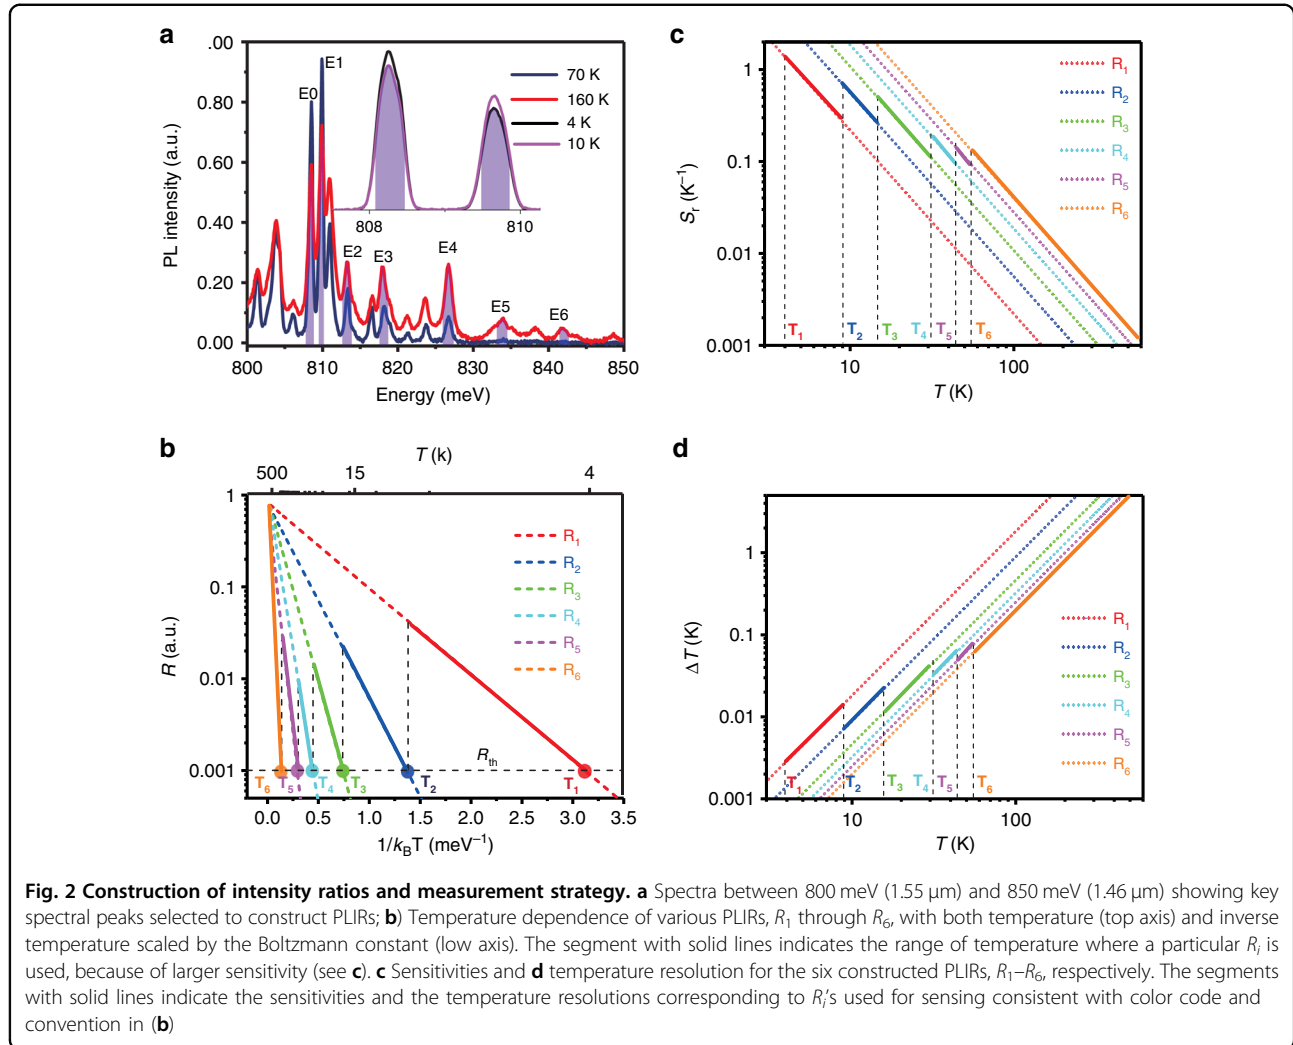 a
.00
0.80
0.60
0.40
0.20
0.00
PL intensity (a.u.)
E0
E1
E2
E3
E4
E5
E6
70 K
160 K
4 K
10 K
808
810
800
810
820
830
840
850
Energy (meV)
c
1
0.1
0.01
0.001
Sr (K−1)
R1
R2
R3
R4
R5
R6
T1
T2
T3
T4
T5
T6
10
100
T (K)
b
T (k)
500
15
4
1
0.1
0.01
0.001
R (a.u.)
R1
R2
R3
R4
R5
R6
Rth
T6
T5
T4
T3
T2
T1
0.0
0.5
1.0
1.5
2.0
2.5
3.0
3.5
1/kBT (meV−1)
d
1
0.1
0.01
0.001
ΔT (K)
R1
R2
R3
R4
R5
R6
T1
T2
T3
T4
T5
T6
10
100
T (K)
Fig. 2 Construction of intensity ratios and measurement strategy. a Spectra between 800 meV (1.55 µm) and 850 meV (1.46 µm) showing key
spectral peaks selected to construct PLIRs; b) Temperature dependence of various PLIRs, R1 through R6, with both temperature (top axis) and inverse
temperature scaled by the Boltzmann constant (low axis). The segment with solid lines indicates the range of temperature where a particular Ri is
used, because of larger sensitivity (see c). c Sensitivities and d temperature resolution for the six constructed PLIRs, R1–R6, respectively. The segments
with solid lines indicate the sensitivities and the temperature resolutions corresponding to Ri's used for sensing consistent with color code and
convention in (b)